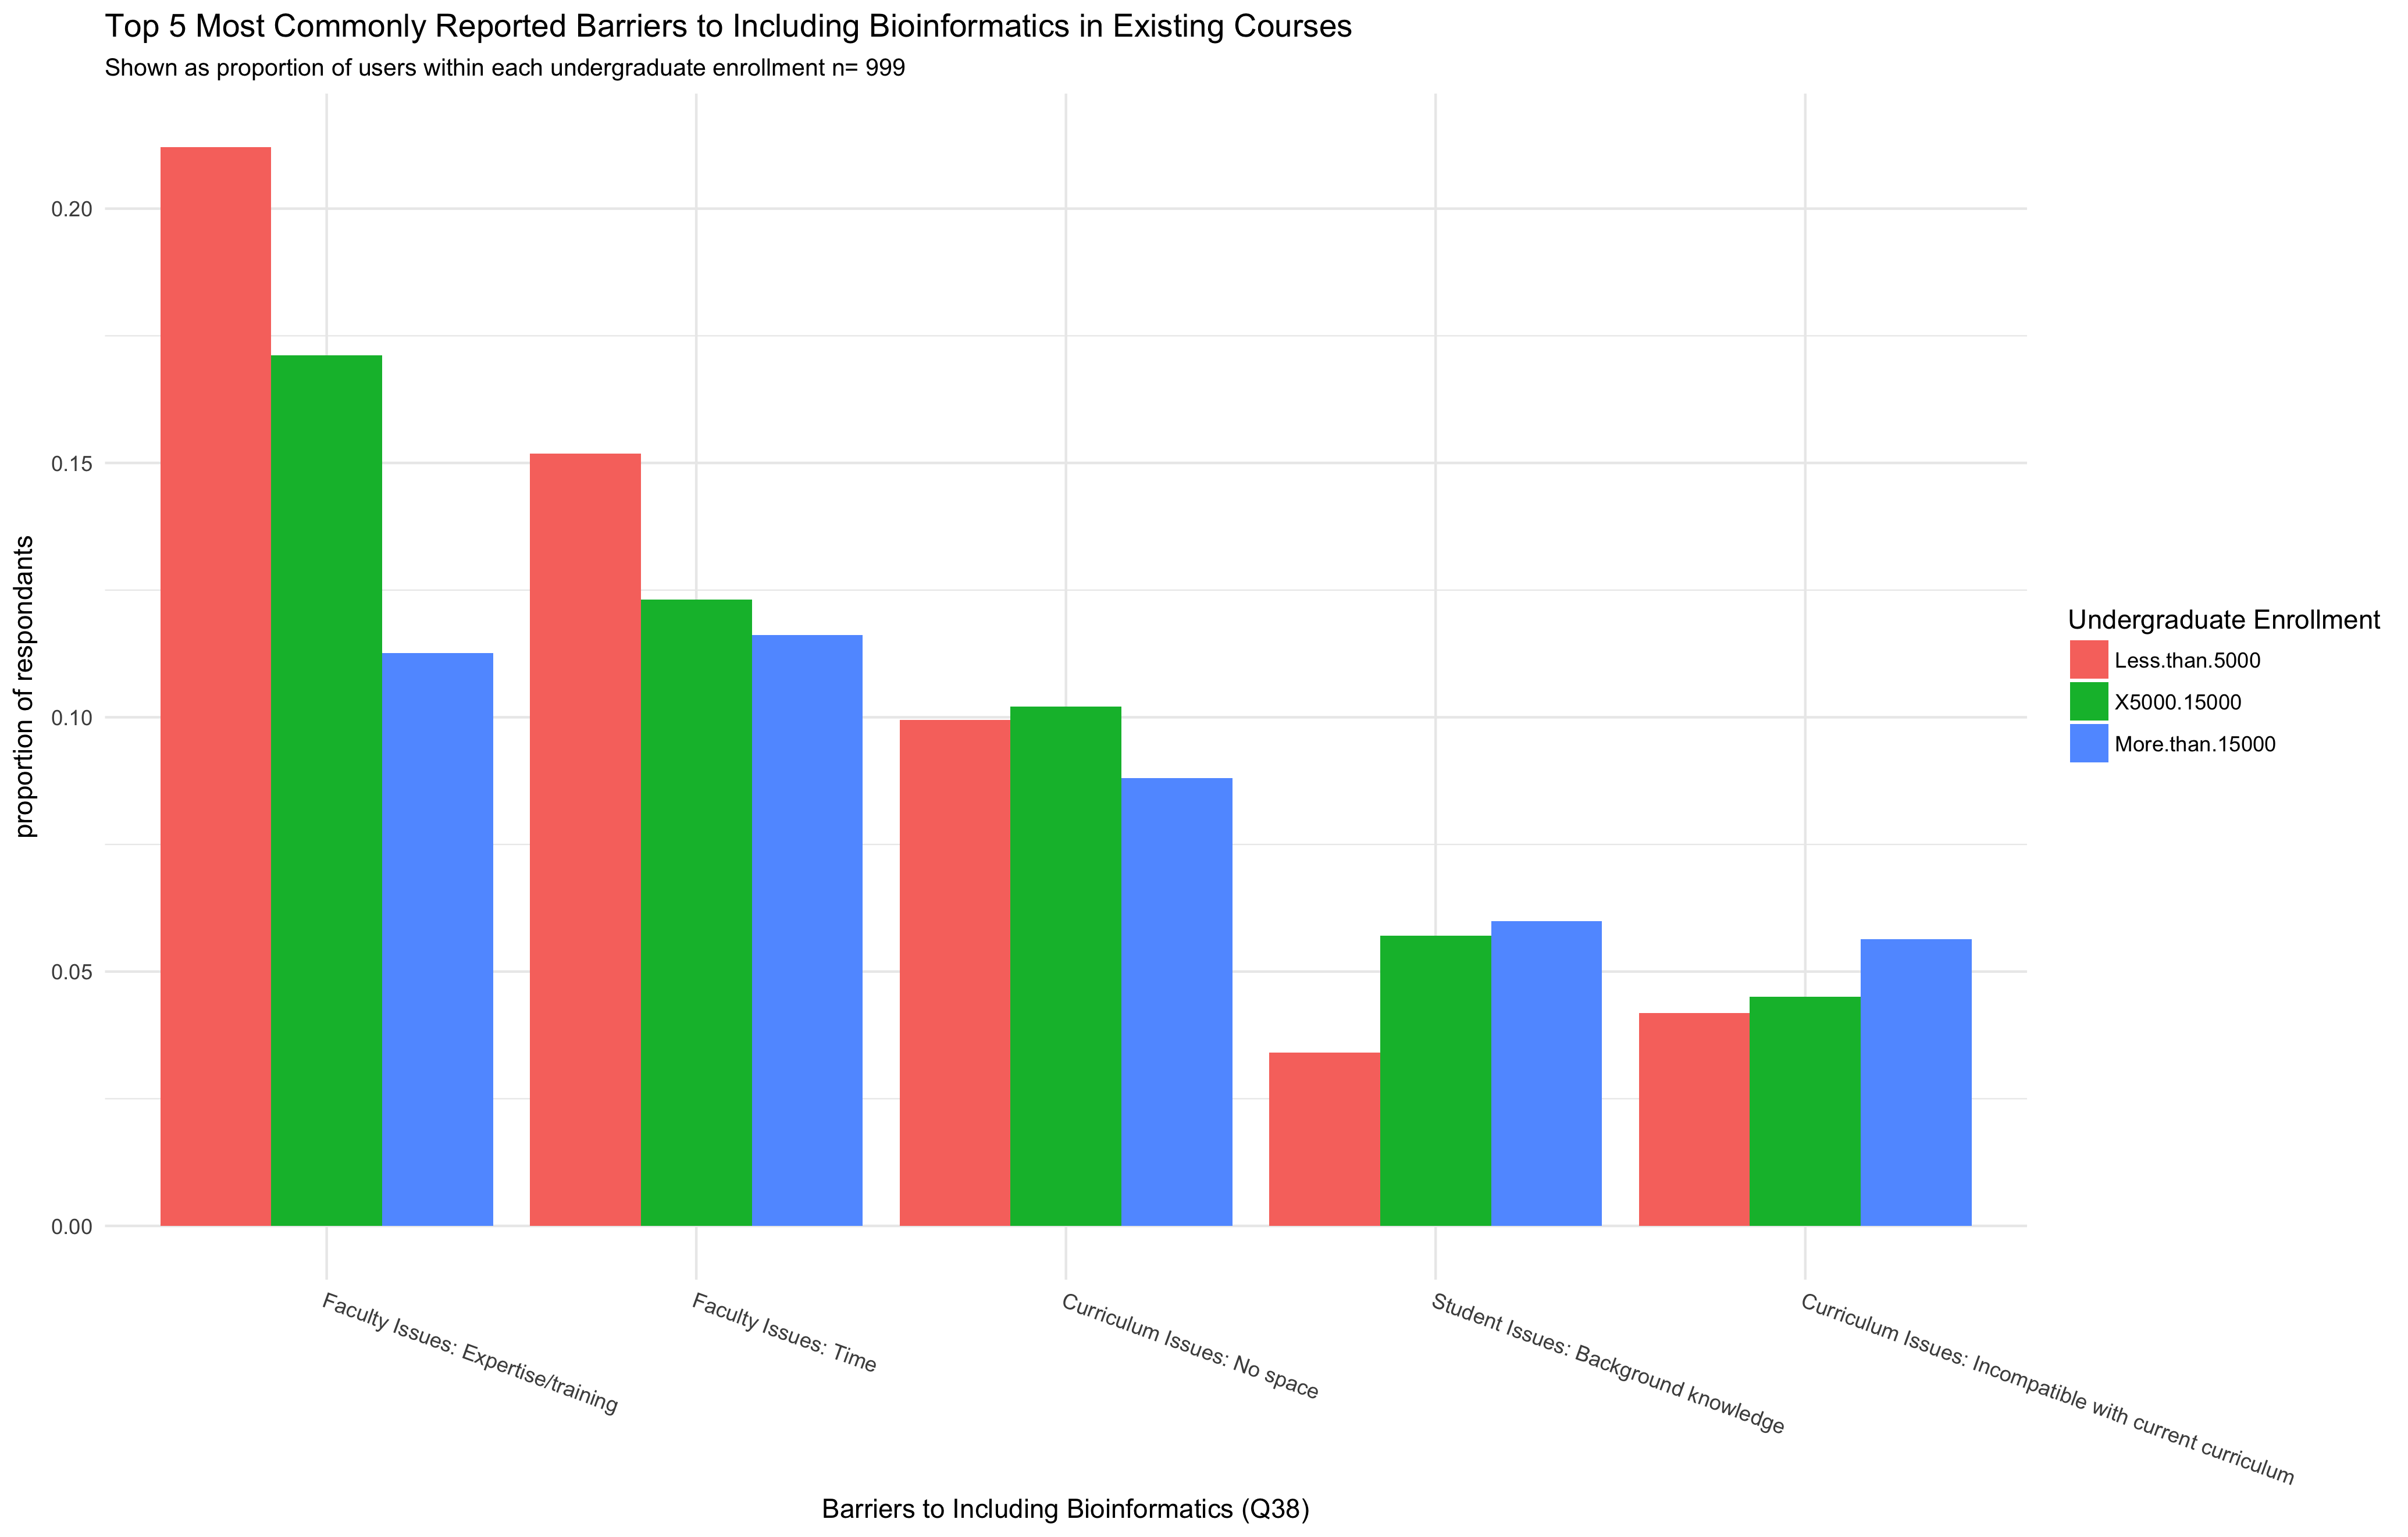 Top 5 Most Commonly Reported Barriers to Including Bioinformatics in Existing Courses
Shown as proportion of users within each undergraduate enrollment n= 999
proportion of respondants
0.20
0.15
0.10
0.05
0.00
Faculty Issues: Expertise/training
Faculty Issues: Time
Curriculum Issues: No space
Student Issues: Background knowledge
Curriculum Issues: Incompatible with current curriculum
Barriers to Including Bioinformatics (Q38)
Undergraduate Enrollment
Less.than.5000
X5000.15000
More.than.15000